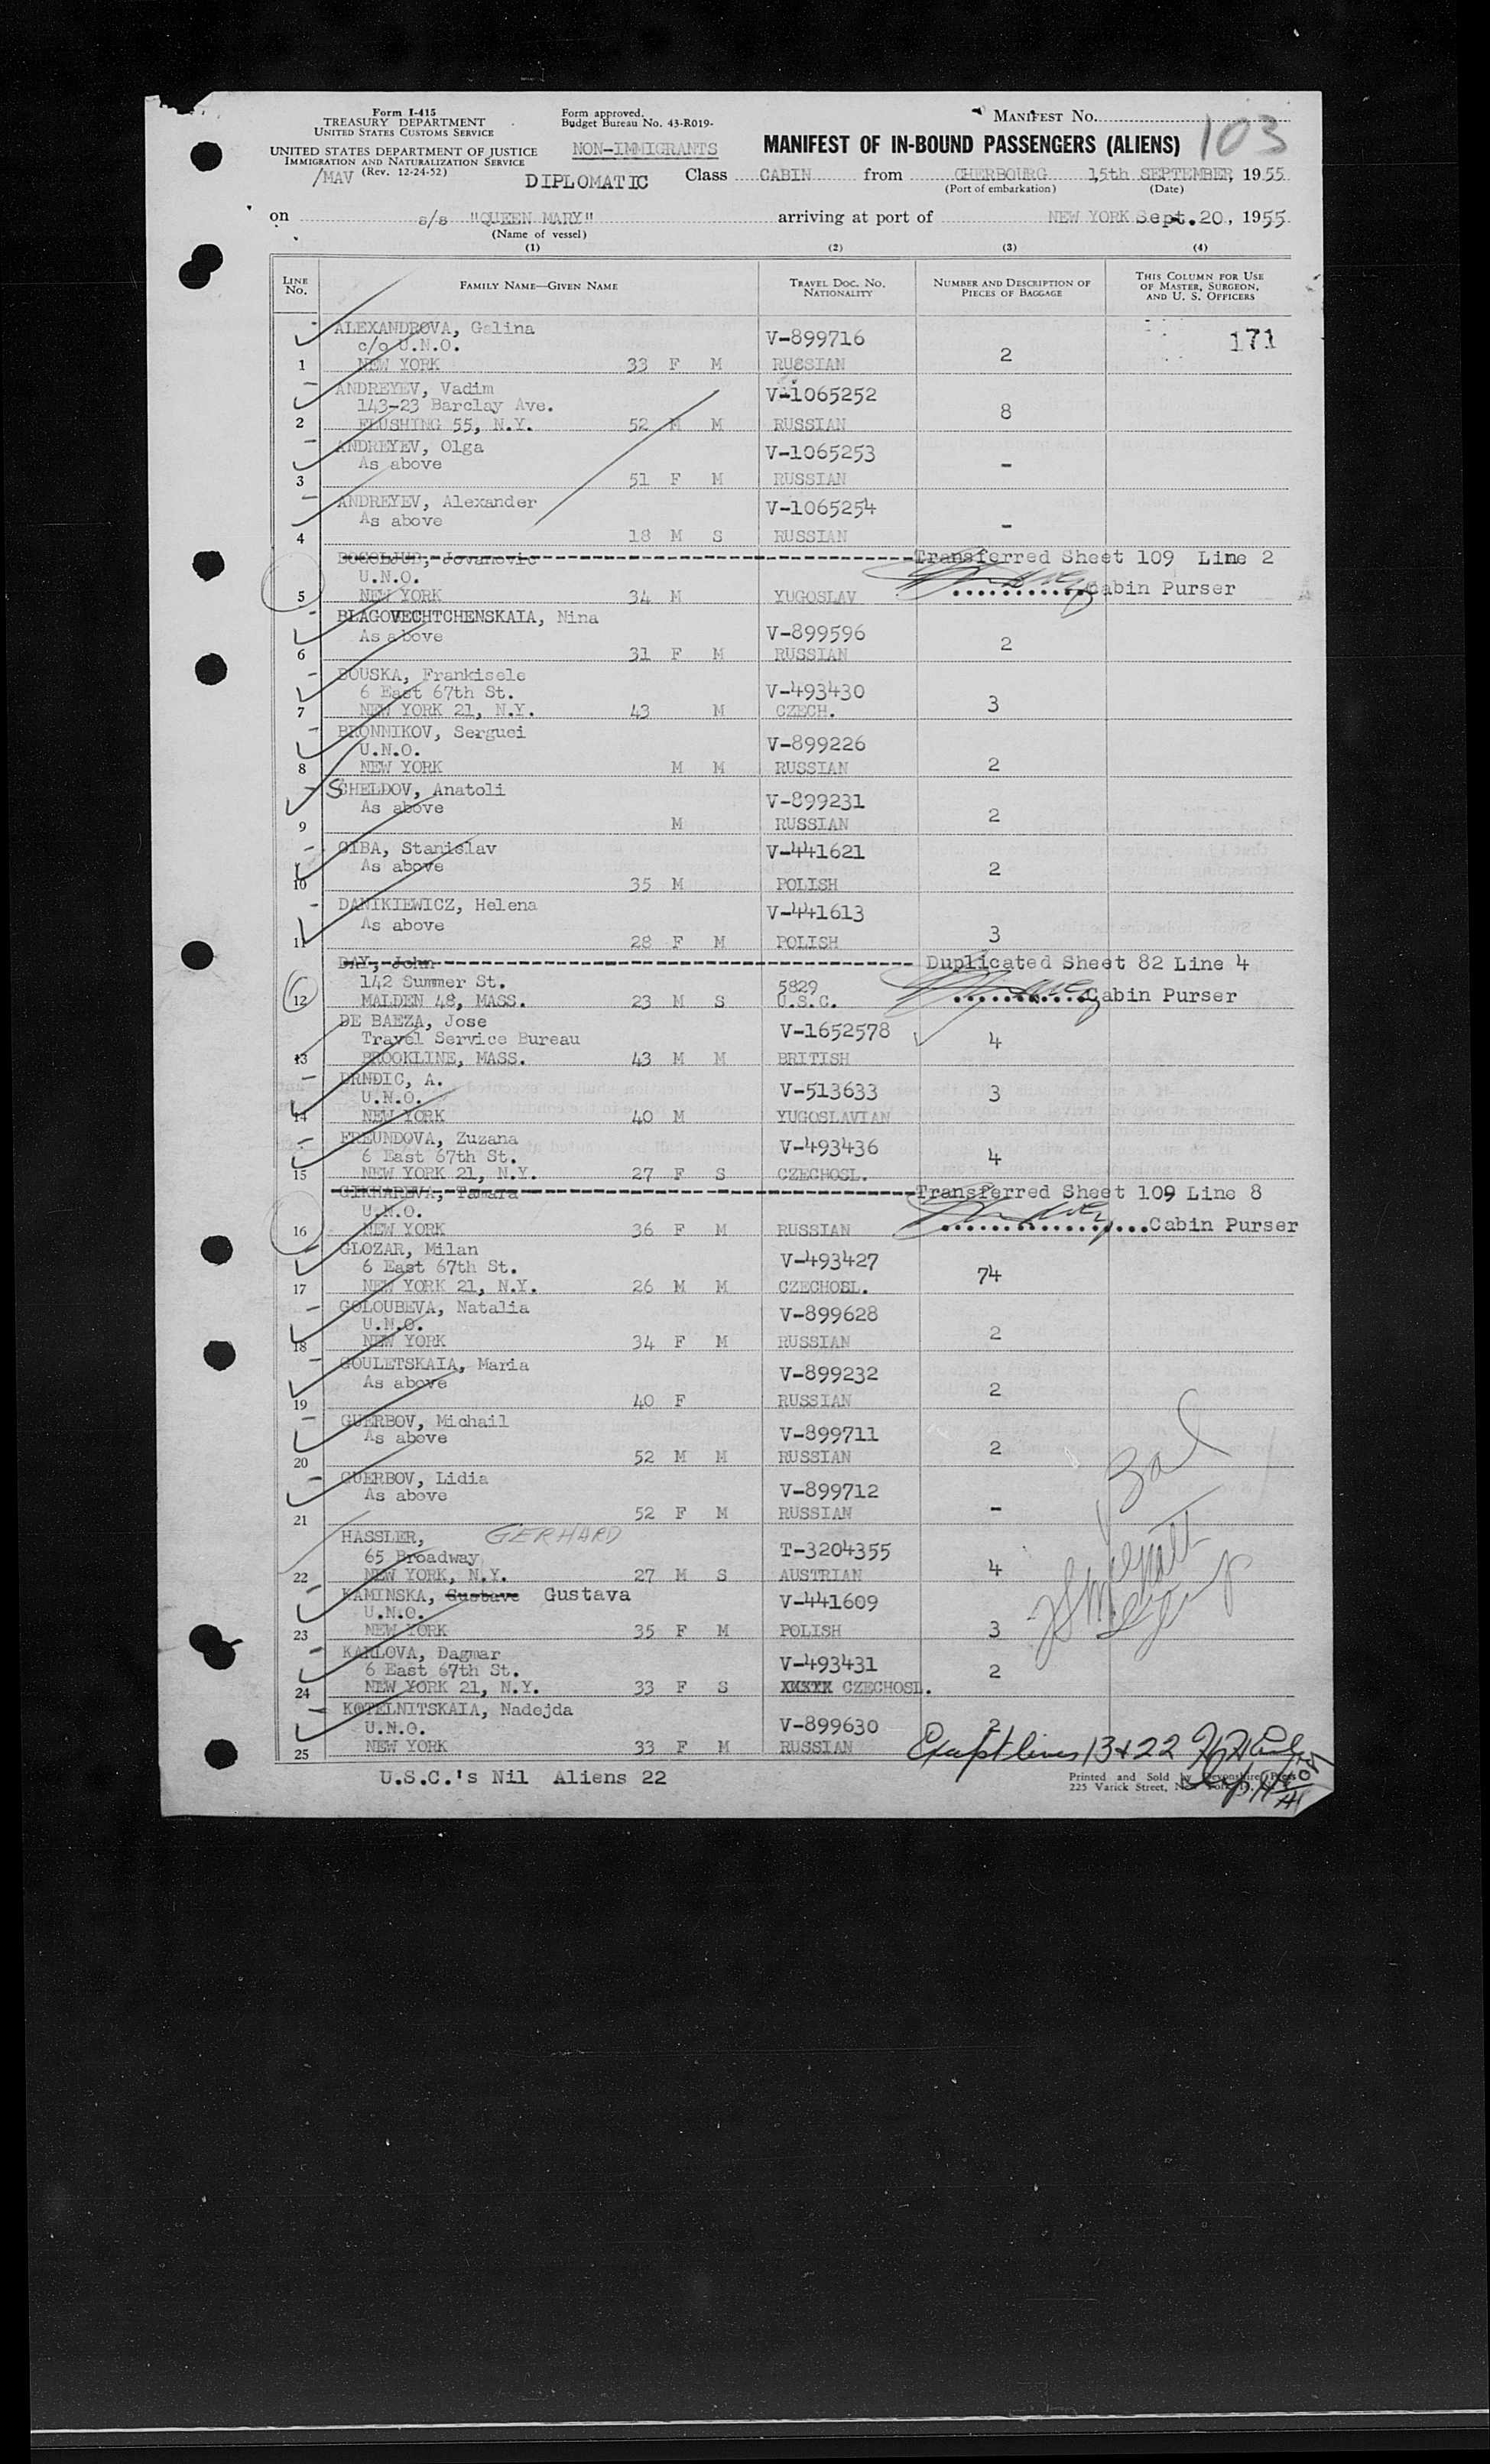 Form I-415
TREASURY DEPARTMENT
UNITED STATES CUSTOMS SERVICE
UNITED STATES DEPARTMENT OF JUSTICE
IMMIGRATION AND NATURALIZATION SERVICE
/MAV (Rev. 12-24-52)
Form approved.
Budget Bureau No. 43-R019-
NON-IMMIGRANTS
DIPLOMATIC
MANIFEST No.
103
MANIFEST OF IN-BOUND PASSENGERS (ALIENS)
Class CABIN from CHERBOURG 15th SEPTEMBER, 1955
(Port of embarkation) (Date)
on s/s "QUEEN MARY" arriving at port of NEW YORK Sept. 20, 1955
(Name of vessel)
(1) (2) (3) (4)
LINE No. FAMILY NAME—GIVEN NAME TRAVEL DOC. NO. NATIONALITY NUMBER AND DESCRIPTION OF PIECES OF BAGGAGE THIS COLUMN FOR USE OF MASTER, SURGEON, AND U. S. OFFICERS
ALEXANDROVA, Galina V-899716 171
c/o U.N.O.
1 NEW YORK 33 F M RUSSIAN 2
ANDREYEV, Vadim V-1065252
143-23 Barclay Ave. 8
2 FLUSHING 55, N.Y. 52 M M RUSSIAN
ANDREYEV, Olga V-1065253
As above -
3 51 F M RUSSIAN
ANDREYEV, Alexander V-1065254
As above -
4 18 M S RUSSIAN
BOGOLJUB, Jovanovic Transferred Sheet 109 Line 2
U.N.O.
5 NEW YORK 34 M YUGOSLAV Cabin Purser
BLAGOVECHTCHENSKAIA, Nina
As above V-899596 2
6 31 F M RUSSIAN
BOUSKA, Frankisele
6 East 67th St. V-493430 3
7 NEW YORK 21, N.Y. 43 M CZECH.
BRONNIKOV, Serguei
U.N.O. V-899226
8 NEW YORK M M RUSSIAN 2
SCHELDOV, Anatoli
As above V-899231 2
9 M RUSSIAN
CIBA, Stanislav V-441621
As above 2
10 35 M POLISH
DANIKIEWICZ, Helena V-441613
As above 3
11 28 F M POLISH
DAY, John Duplicated Sheet 82 Line 4
142 Summer St. 5829
12 MALDEN 48, MASS. 23 M S U.S.C. Cabin Purser
DE BAEZA, Jose V-1652578
Travel Service Bureau 4
13 BROOKLINE, MASS. 43 M M BRITISH
DRNDIC, A. V-513633
U.N.O. 3
14 NEW YORK 40 M YUGOSLAVIAN
FREUNDOVA, Zuzana V-493436
6 East 67th St. 4
15 NEW YORK 21, N.Y. 27 F S CZECHOSL.
Tamara Transferred Sheet 109 Line 8
U.N.O.
16 NEW YORK 36 F M RUSSIAN Cabin Purser
GLOZAR, Milan V-493427
6 East 67th St. 74
17 NEW YORK 21, N.Y. 26 M M CZECHOSL.
GOLOUBEVA, Natalia V-899628
U.N.O. 2
18 NEW YORK 34 F M RUSSIAN
GOULETSKAIA, Maria V-899232
As above 2
19 40 F RUSSIAN
GUERBOV, Michail V-899711
As above 2
20 52 M M RUSSIAN
GUERBOV, Lidia V-899712
As above -
21 52 F M RUSSIAN
HASSLER, GERHARD T-3204355
65 Broadway 4
22 NEW YORK, N.Y. 27 M S AUSTRIAN
KAMINSKA, Gustave Gustava V-441609
U.N.O.
23 NEW YORK 35 F M POLISH 3
KARLOVA, Dagmar V-493431
6 East 67th St. 2
24 NEW YORK 21, N.Y. 33 F S CZECHOSL.
KOTELNITSKAIA, Nadejda
U.N.O. V-899630 2
25 NEW YORK 33 F M RUSSIAN
Except lines 13 + 22
U.S.C.'s Nil Aliens 22
Printed and Sold by Devonshire Press
225 Varick Street, New York